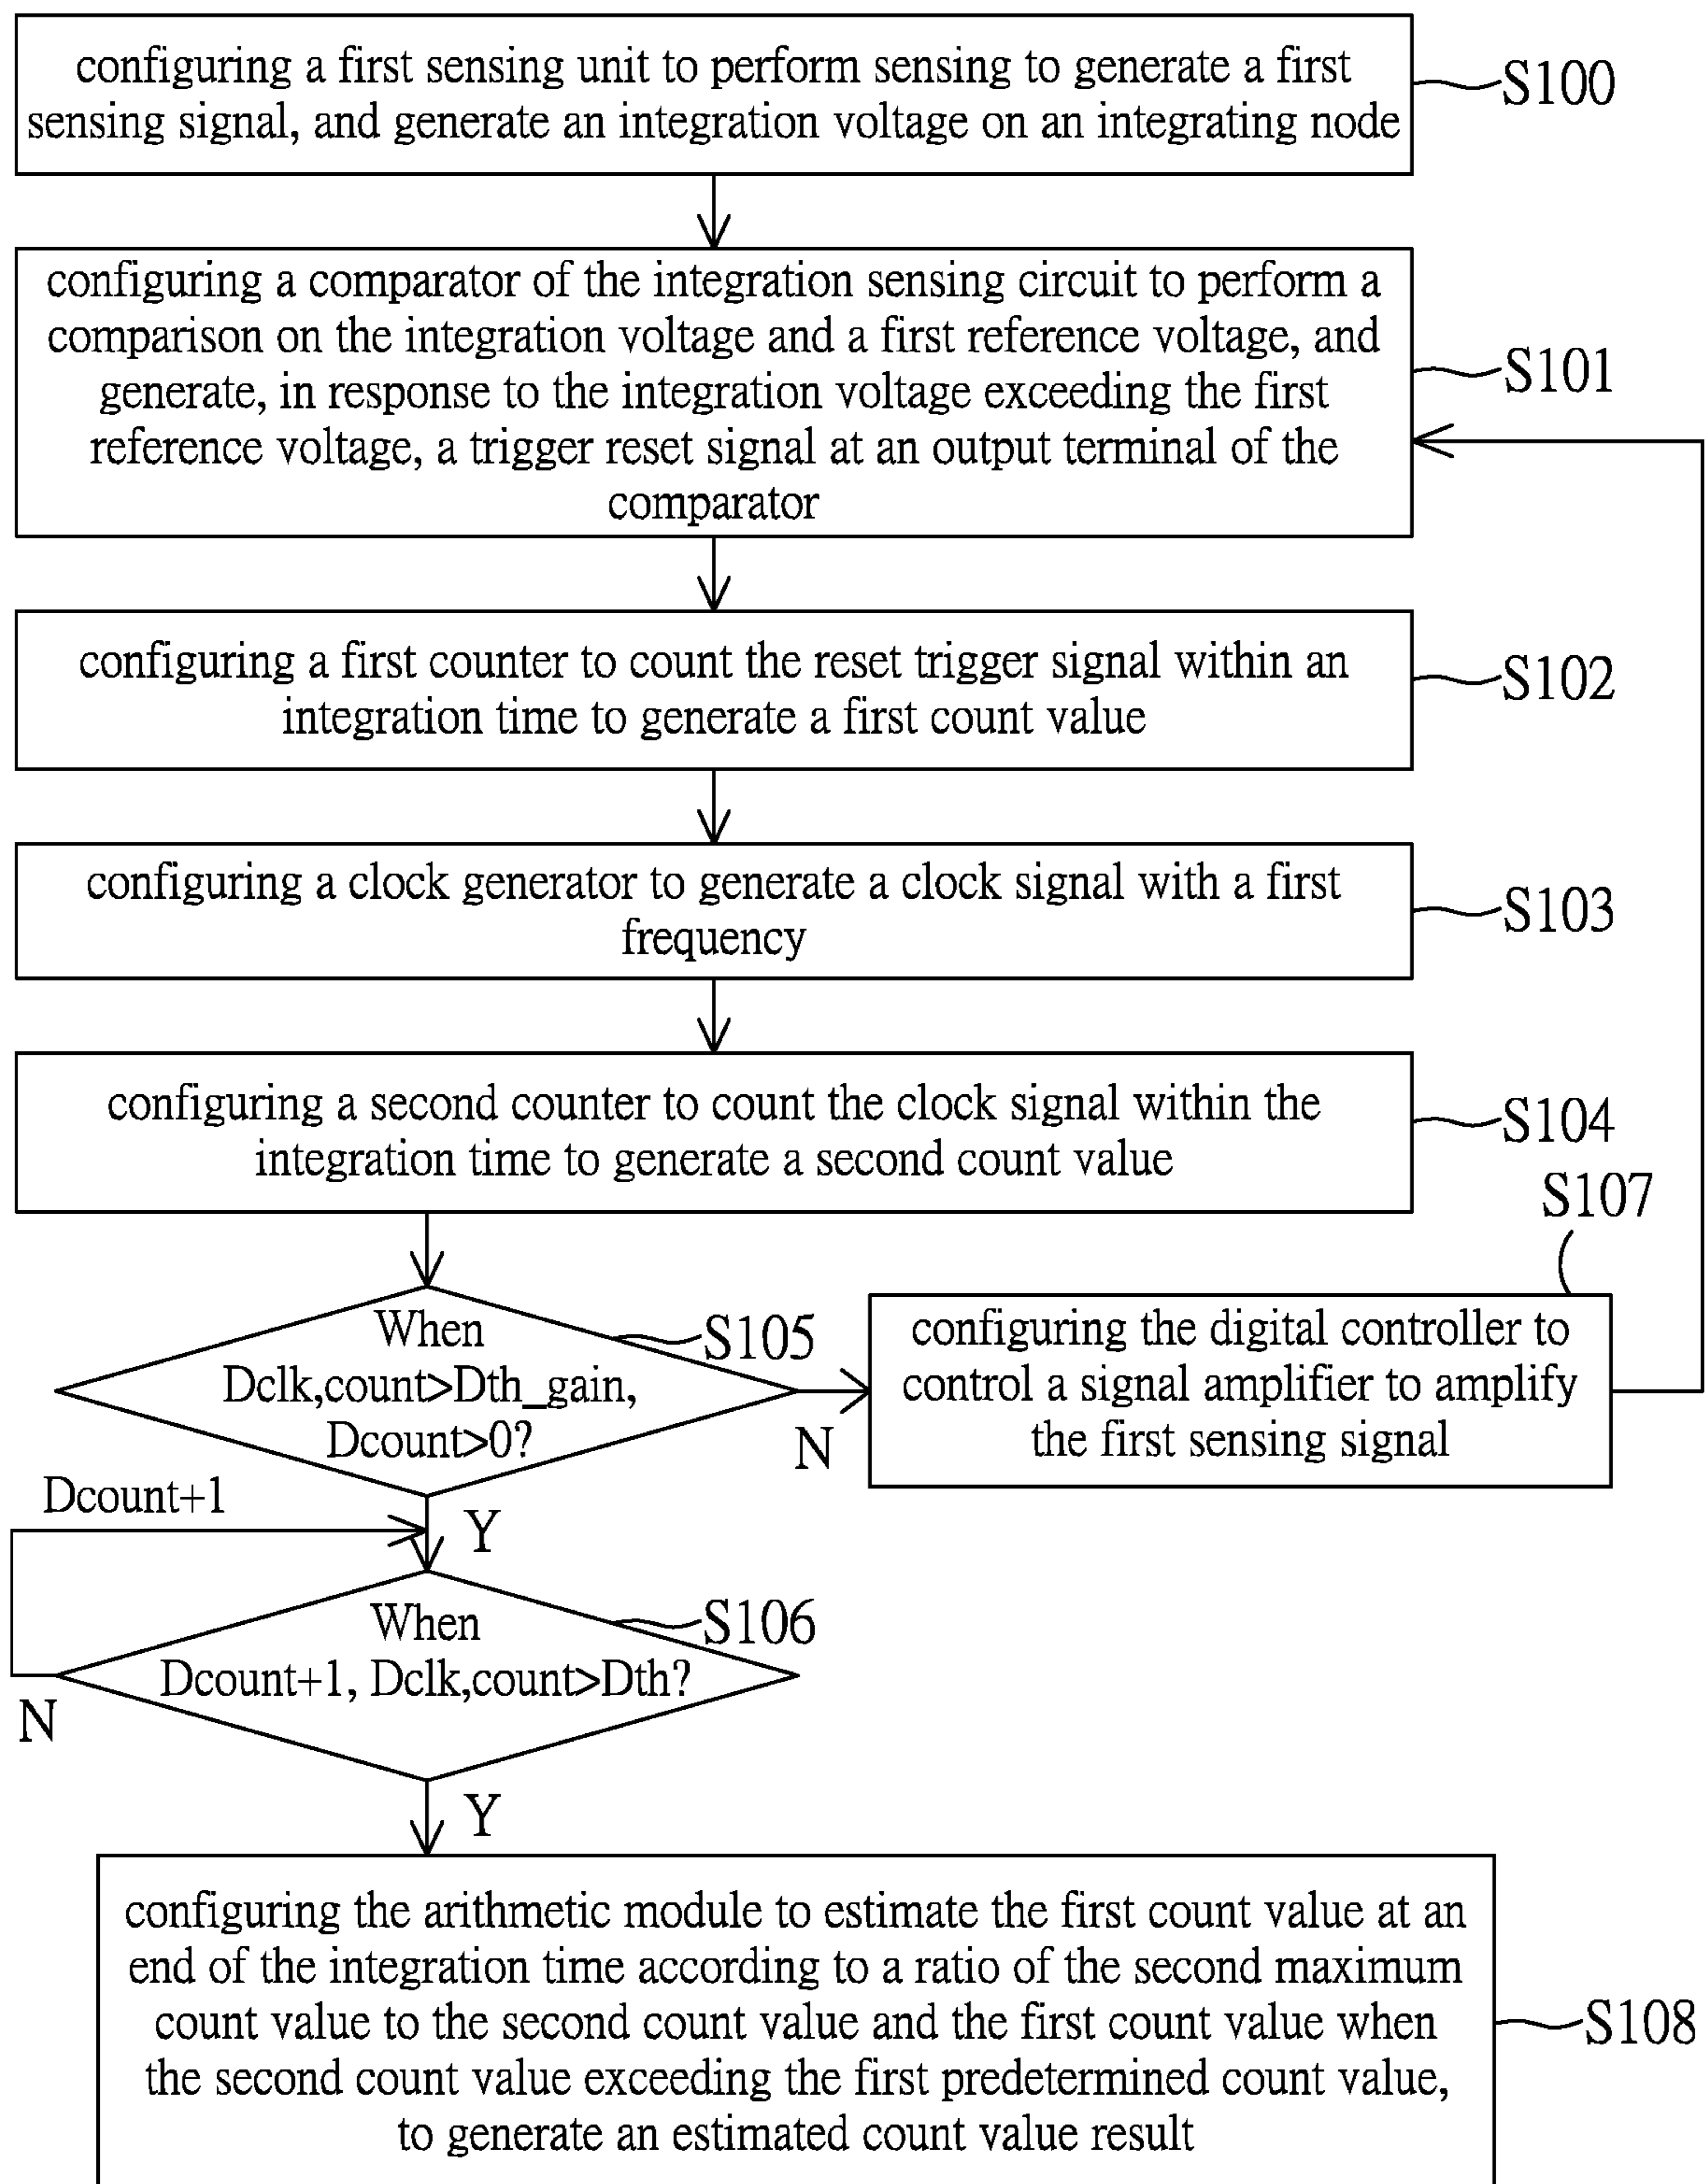 configuring a first sensing unit to perform sensing to generate a first
sensing signal, and generate an integration voltage on an integrating node
S100
configuring a comparator of the integration sensing circuit to perform a
comparison on the integration voltage and a first reference voltage, and
generate, in response to the integration voltage exceeding the first
reference voltage, a trigger reset signal at an output terminal of the
comparator
S101
configuring a first counter to count the reset trigger signal within an
integration time to generate a first count value
S102
configuring a clock generator to generate a clock signal with a first
frequency
S103
configuring a second counter to count the clock signal within the
integration time to generate a second count value
S104
S107
When
Dclk,count>Dth_gain,
Dcount>0?
S105
N
configuring the digital controller to
control a signal amplifier to amplify
the first sensing signal
Dcount+1
Y
When
Dcount+1, Dclk,count>Dth?
S106
N
Y
configuring the arithmetic module to estimate the first count value at an
end of the integration time according to a ratio of the second maximum
count value to the second count value and the first count value when
the second count value exceeding the first predetermined count value,
to generate an estimated count value result
S108